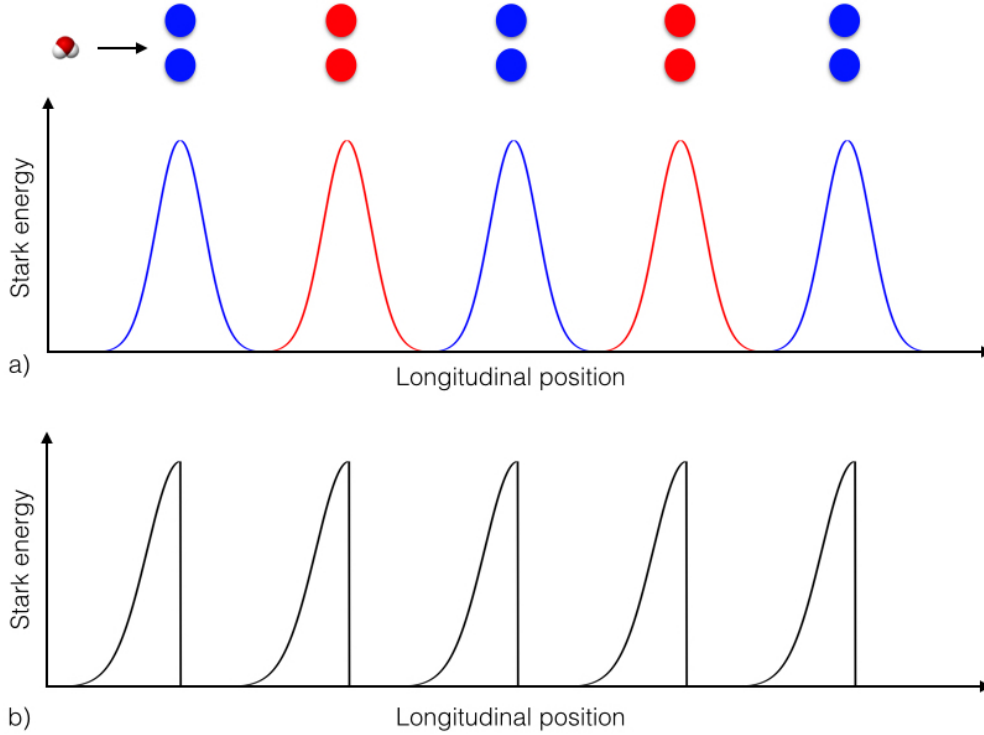 Stark energy
a)
Longitudinal position
Stark energy
b)
Longitudinal position